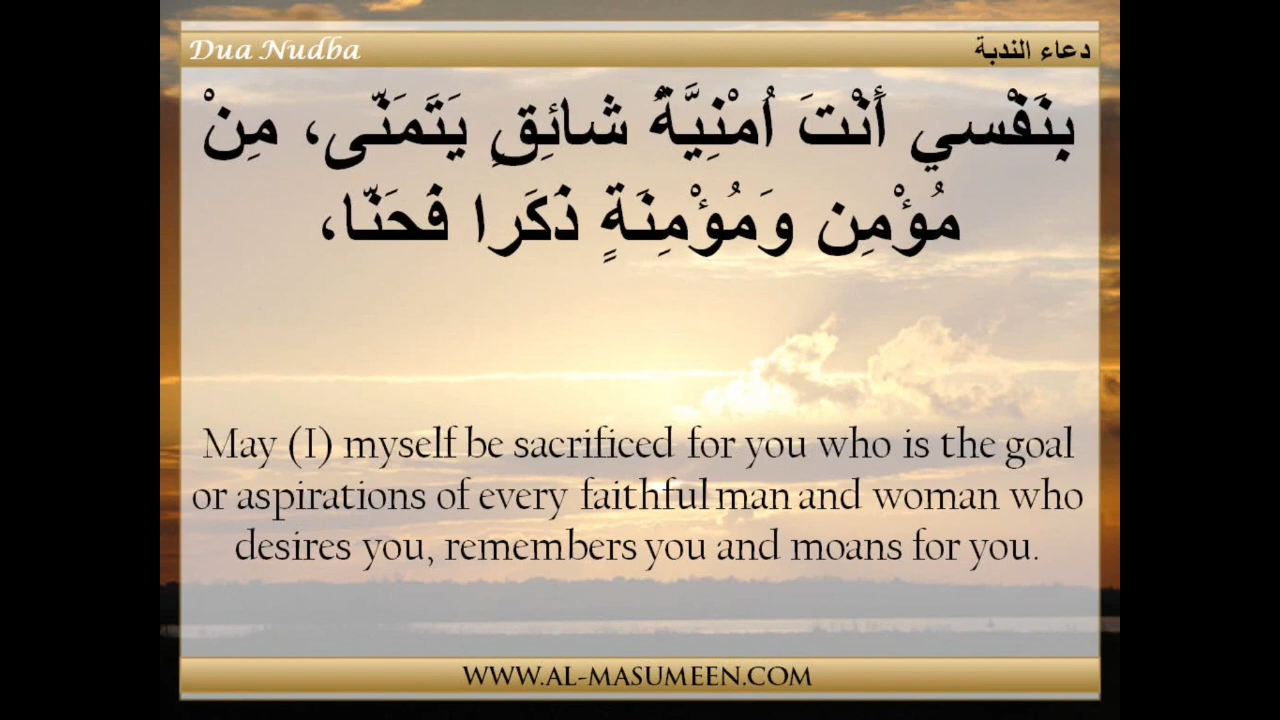 Dua Nudba
دعاء الندبة
بِنَفْسي أَنْتَ اُمْنِيَّةُ شائِقٍ يَتَمَنّى، مِنْ
مُؤْمِن وَمُؤْمِنَةٍ ذَكَرا فَحَنّا،
May (I) myself be sacrificed for you who is the goal
or aspirations of every faithful man and woman who
desires you, remembers you and moans for you.
WWW.AL-MASUMEEN.COM